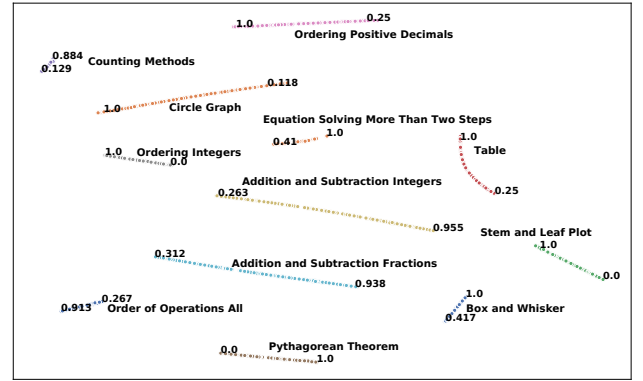 1.0 0.25
Ordering Positive Decimals
0.884
Counting Methods
0.129
0.118
Circle Graph
1.0
Equation Solving More Than Two Steps
0.41 1.0
1.0
Table
0.25
1.0 Ordering Integers
0.0
Addition and Subtraction Integers
0.263
0.955
Stem and Leaf Plot
1.0
0.0
0.312
Addition and Subtraction Fractions
0.938
0.267
0.913 Order of Operations All
1.0
Box and Whisker
0.417
Pythagorean Theorem
0.0 1.0